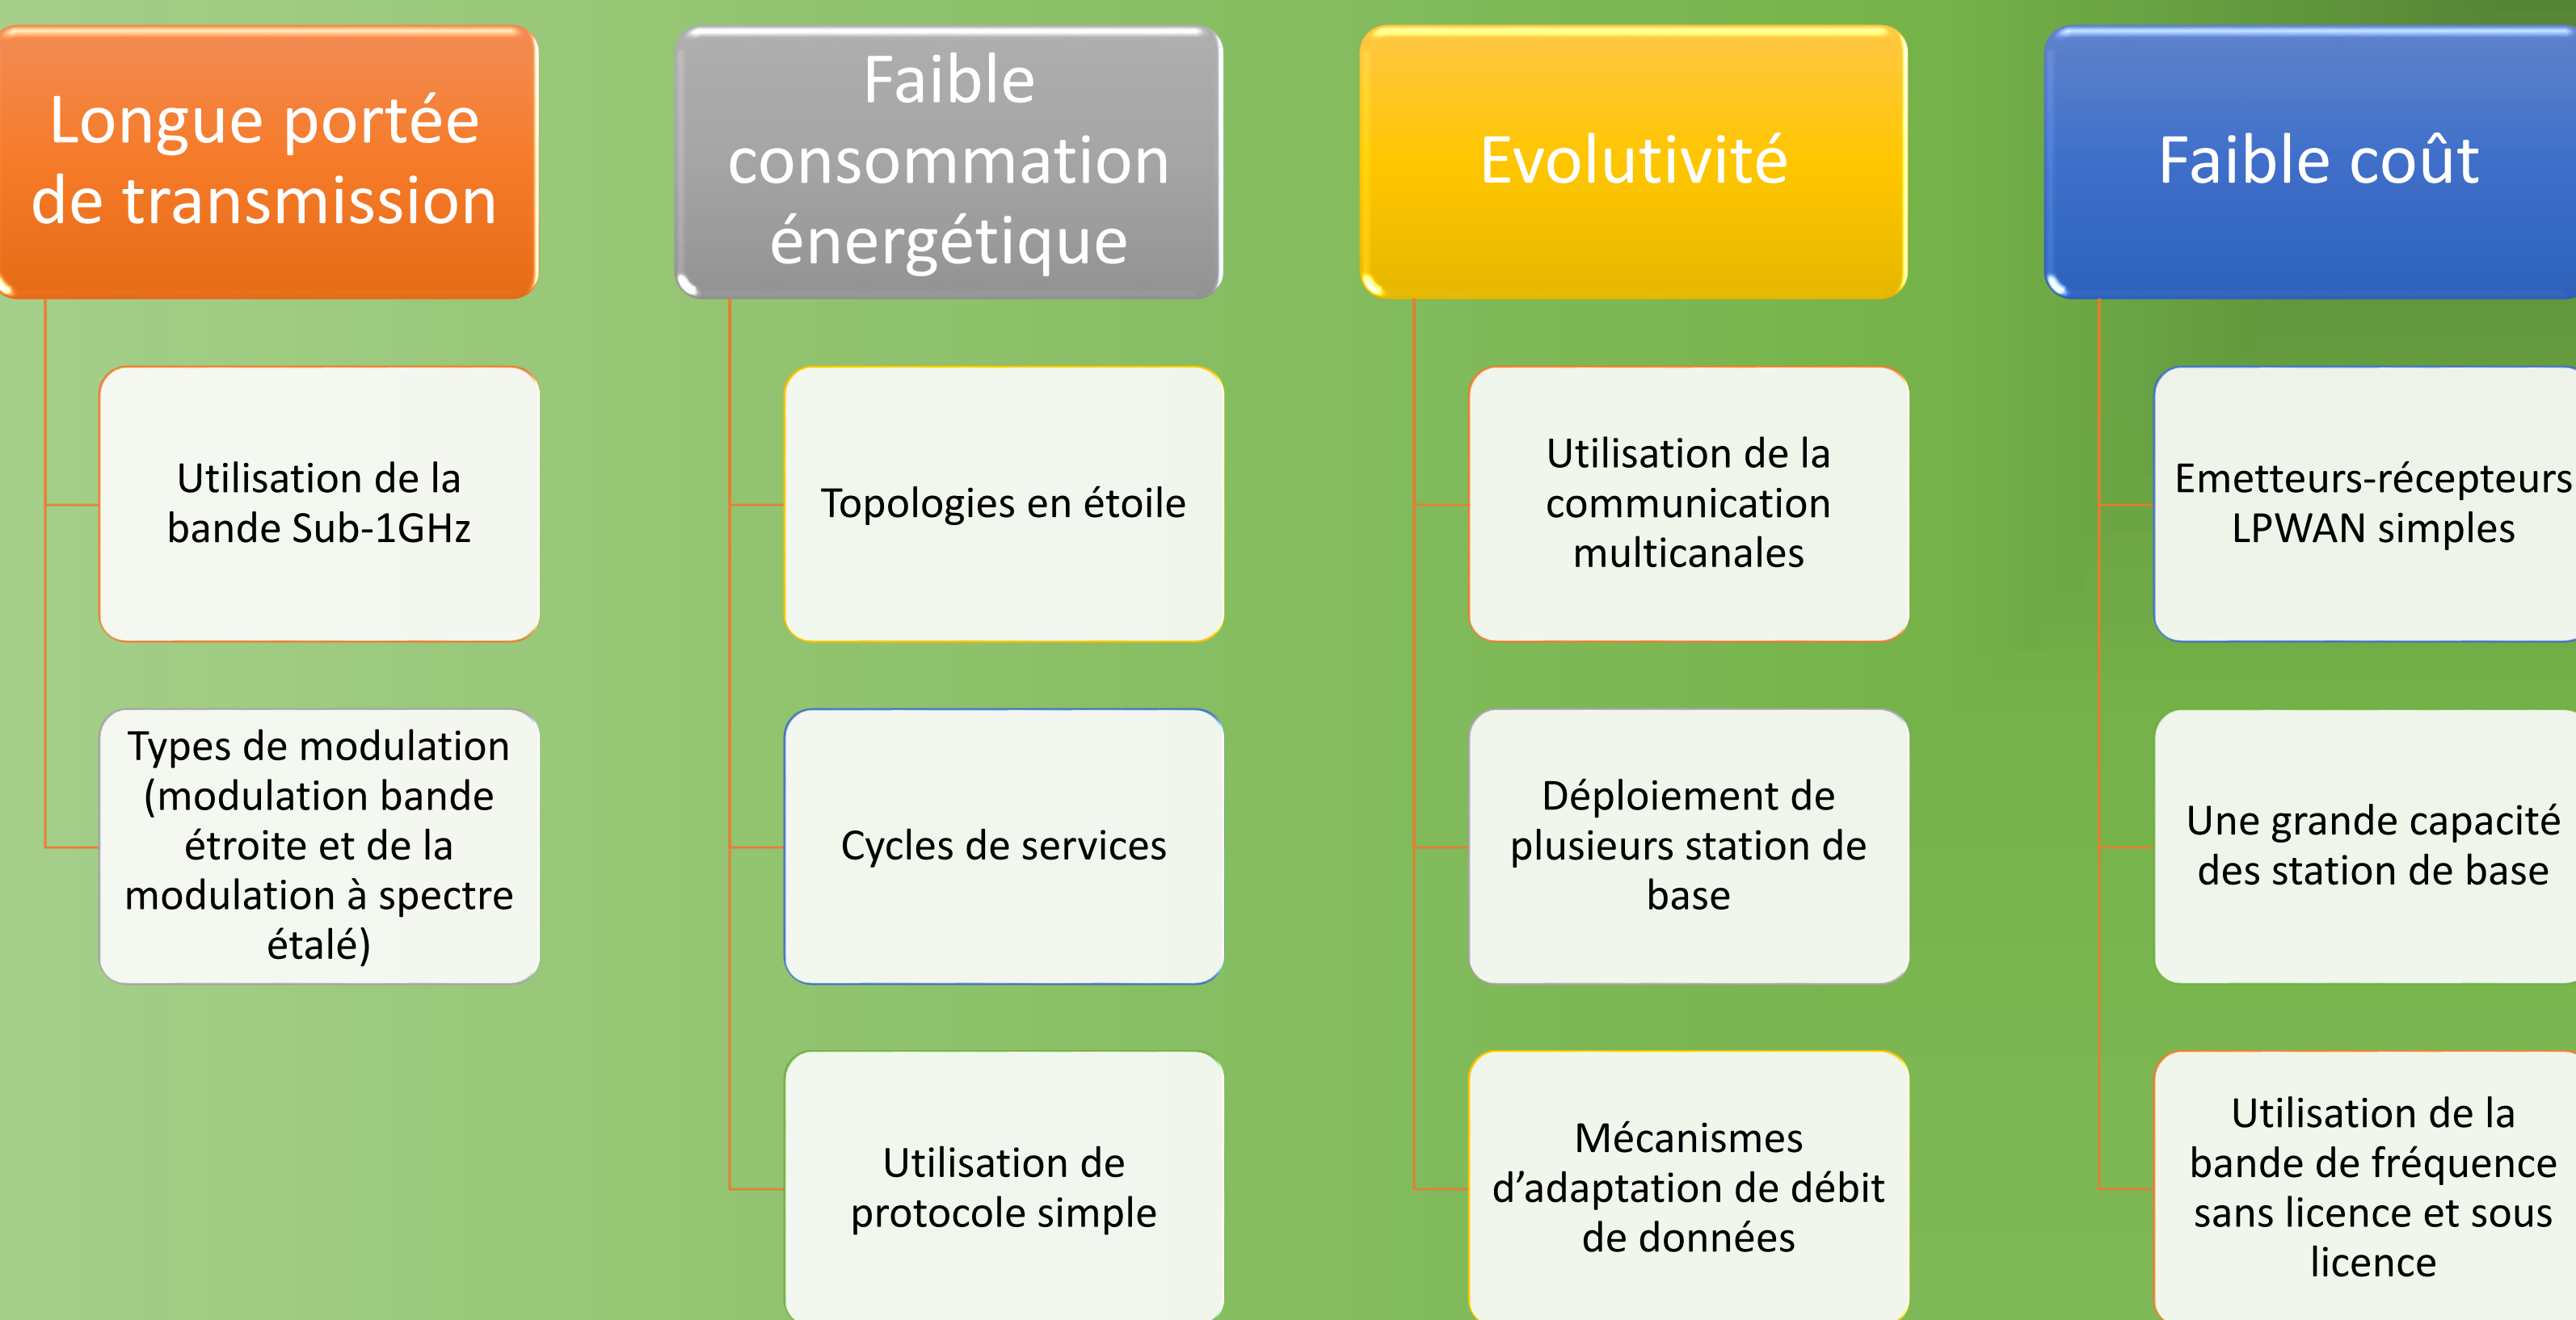 Longue portée
de transmission
Utilisation de la
bande Sub-1GHz
Types de modulation
(modulation bande
étroite et de la
modulation à spectre
étalé)
Faible
consommation
énergétique
Topologies en étoile
Cycles de services
Utilisation de
protocole simple
Evolutivité
Utilisation de la
communication
multicanales
Déploiement de
plusieurs station de
base
Mécanismes
d’adaptation de débit
de données
Faible coût
Emetteurs-récepteurs
LPWAN simples
Une grande capacité
des station de base
Utilisation de la
bande de fréquence
sans licence et sous
licence